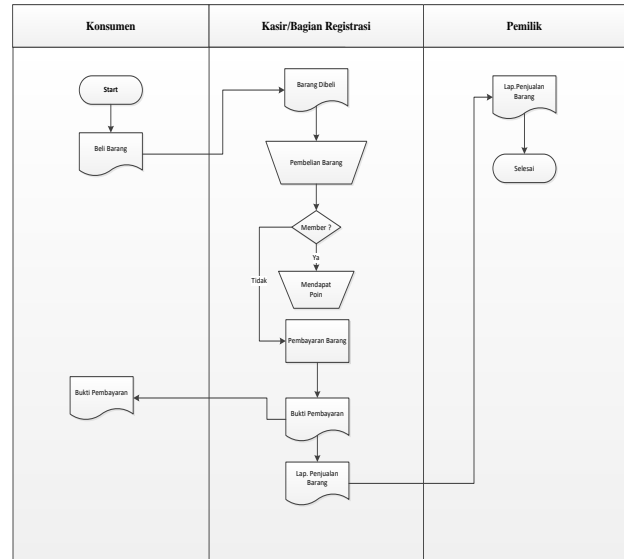 Konsumen
Kasir/Bagian Registrasi
Pemilik
Start
Beli Barang
Barang Dibeli
Pembelian Barang
Member ?
Ya
Tidak
Mendapat
Poin
Pembayaran Barang
Bukti Pembayaran
Bukti Pembayaran
Lap. Penjualan
Barang
Lap.Penjualan
Barang
Selesai